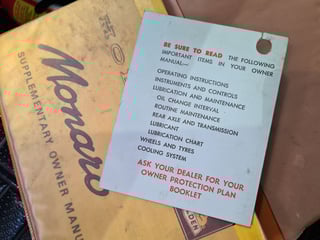 Monaro
SUPPLEMENTARY OWNER MANU
BE SURE TO READ THE FOLLOWING
IMPORTANT ITEMS IN YOUR OWNER
MANUAL—
OPERATING INSTRUCTIONS
INSTRUMENTS AND CONTROLS
LUBRICATION AND MAINTENANCE
OIL CHANGE INTERVAL
ROUTINE MAINTENANCE
REAR AXLE AND TRANSMISSION
LUBRICANT
LUBRICATION CHART
WHEELS AND TYRES
COOLING SYSTEM
ASK YOUR DEALER FOR YOUR
OWNER PROTECTION PLAN
BOOKLET
LDEN